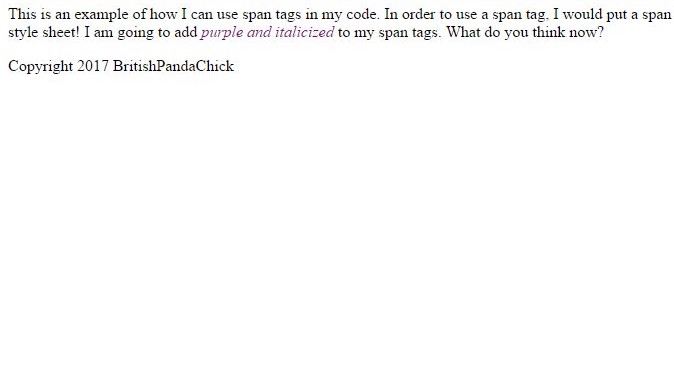 This is an example of how I can use span tags in my code. In order to use a span tag, I would put a span
style sheet! I am going to add purple and italicized to my span tags. What do you think now?
Copyright 2017 BritishPandaChick